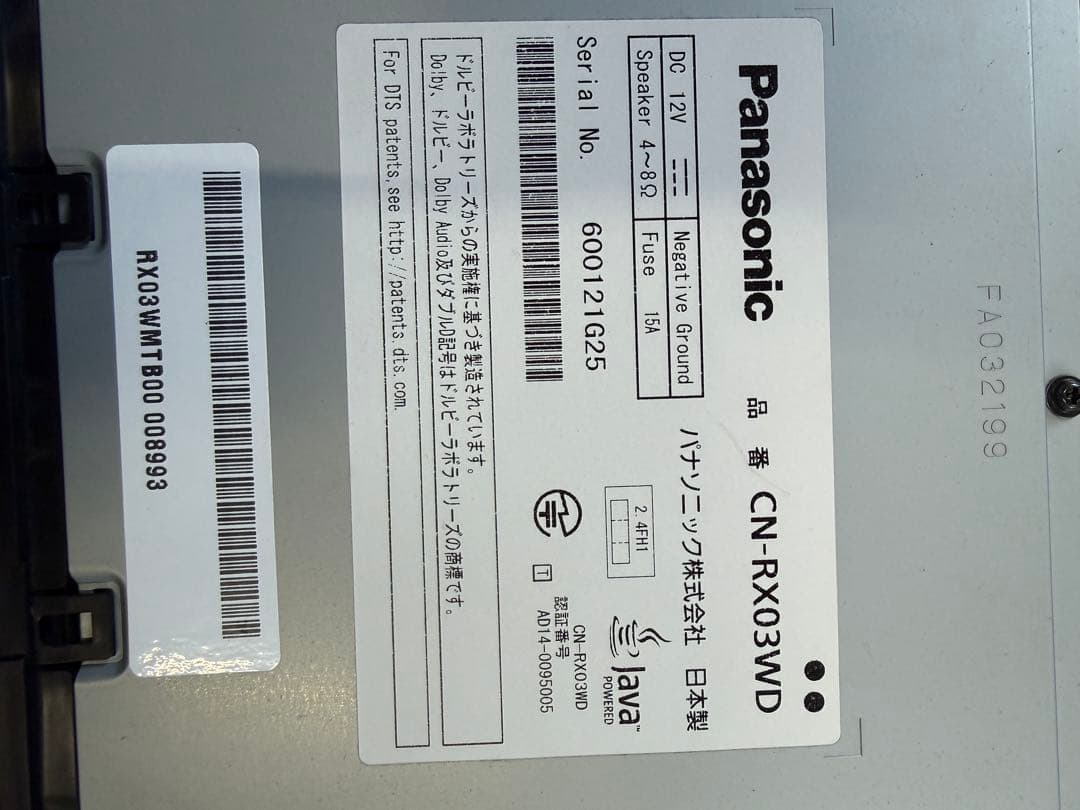 FA032199
Panasonic 品 番 CN-RX03WD
DC 12V ⎓ Negative Ground
Speaker 4~8Ω Fuse 15A
パナソニック株式会社 日本製
Serial No. 600121G25
2.4FH1
Java™
POWERED
T
CN-RX03WD
認証番号
AD14-0095005
ドルビーラボラトリーズからの実施権に基づき製造されています。
Dolby、ドルビー、Dolby Audio及びダブルD記号はドルビーラボラトリーズの商標です。
For DTS patents, see http://patents.dts.com.
RX03WMTB00 008993